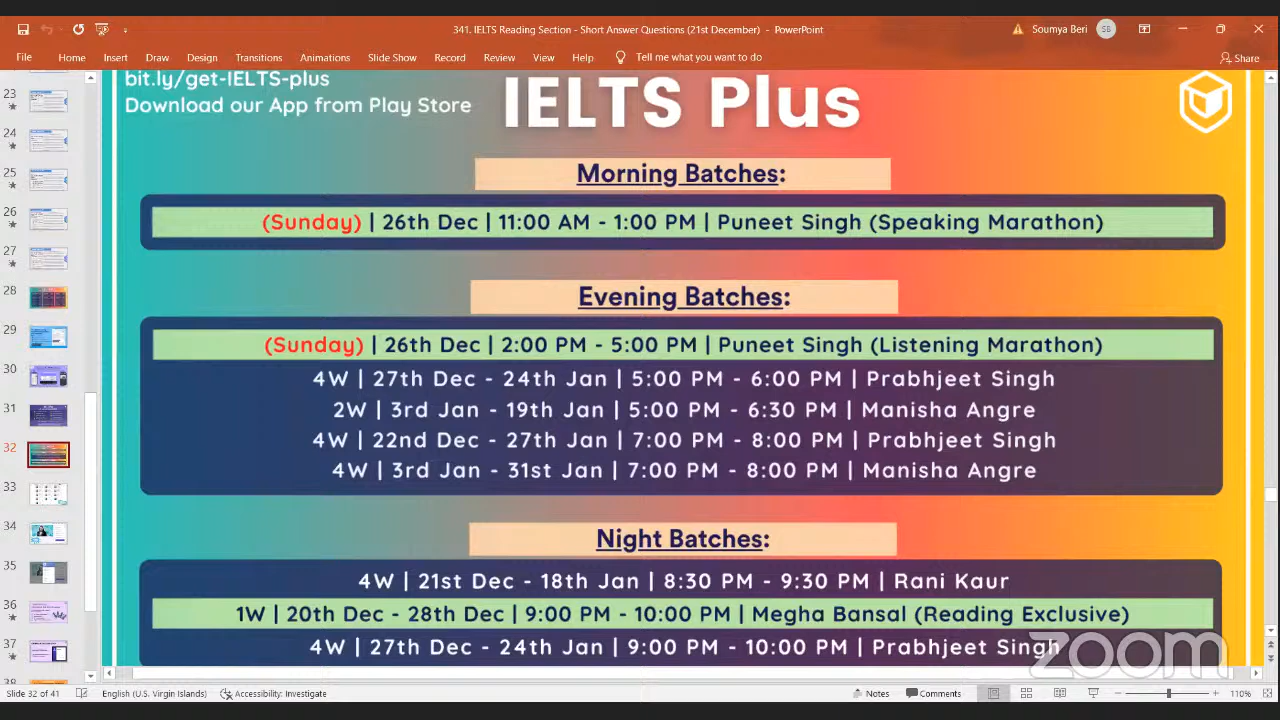 341. IELTS Reading Section - Short Answer Questions (21st December) - PowerPoint
Soumya Beri
SB
File Home Insert Draw Design Transitions Animations Slide Show Record Review View Help Tell me what you want to do
Share
bit.ly/get-IELTS-plus
Download our App from Play Store
IELTS Plus
Morning Batches:
(Sunday) | 26th Dec | 11:00 AM - 1:00 PM | Puneet Singh (Speaking Marathon)
Evening Batches:
(Sunday) | 26th Dec | 2:00 PM - 5:00 PM | Puneet Singh (Listening Marathon)
4W | 27th Dec - 24th Jan | 5:00 PM - 6:00 PM | Prabhjeet Singh
2W | 3rd Jan - 19th Jan | 5:00 PM - 6:30 PM | Manisha Angre
4W | 22nd Dec - 27th Jan | 7:00 PM - 8:00 PM | Prabhjeet Singh
4W | 3rd Jan - 31st Jan | 7:00 PM - 8:00 PM | Manisha Angre
Night Batches:
4W | 21st Dec - 18th Jan | 8:30 PM - 9:30 PM | Rani Kaur
1W | 20th Dec - 28th Dec | 9:00 PM - 10:00 PM | Megha Bansal (Reading Exclusive)
4W | 27th Dec - 24th Jan | 9:00 PM - 10:00 PM | Prabhjeet Singh
zoom
23
24
25
26
27
28
29
30
31
32
33
34
35
36
37
38
Slide 32 of 41 English (U.S. Virgin Islands) Accessibility: Investigate Notes Comments 110%